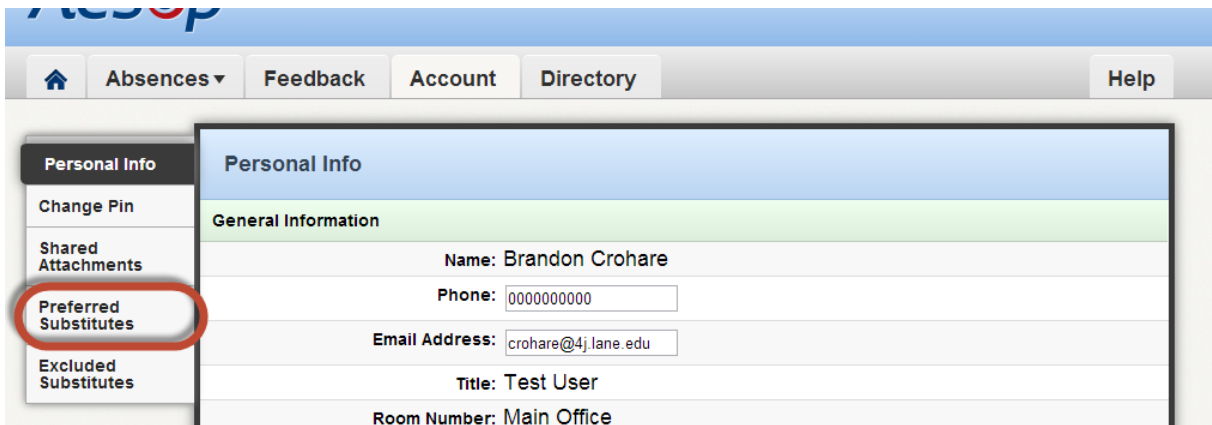 Aesop
Absences Feedback Account Directory Help
Personal Info
Change Pin
Shared
Attachments
Preferred
Substitutes
Excluded
Substitutes
Personal Info
General Information
Name: Brandon Crohare
Phone: 0000000000
Email Address: crohare@4j.lane.edu
Title: Test User
Room Number: Main Office